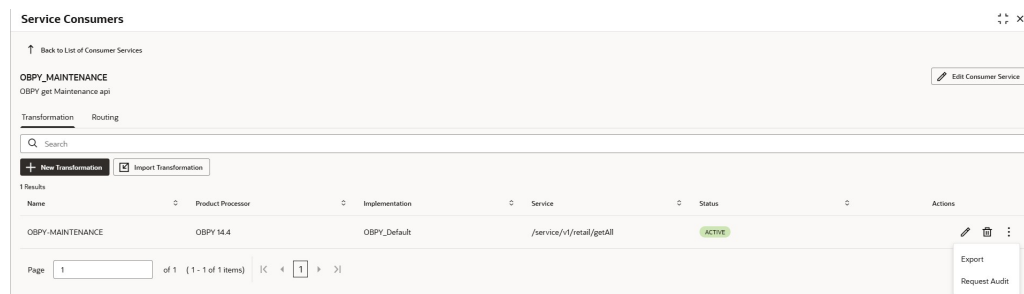 Service Consumers
Back to List of Consumer Services
OBPY_MAINTENANCE
Edit Consumer Service
OBPY get Maintenance api
Transformation Routing
Search
New Transformation Import Transformation
1 Results
Name Product Processor Implementation Service Status Actions
OBPY-MAINTENANCE OBPY 14.4 OBPY_Default /service/v1/retail/getAll ACTIVE
Page 1 of 1 (1 - 1 of 1 items) 1
Export
Request Audit